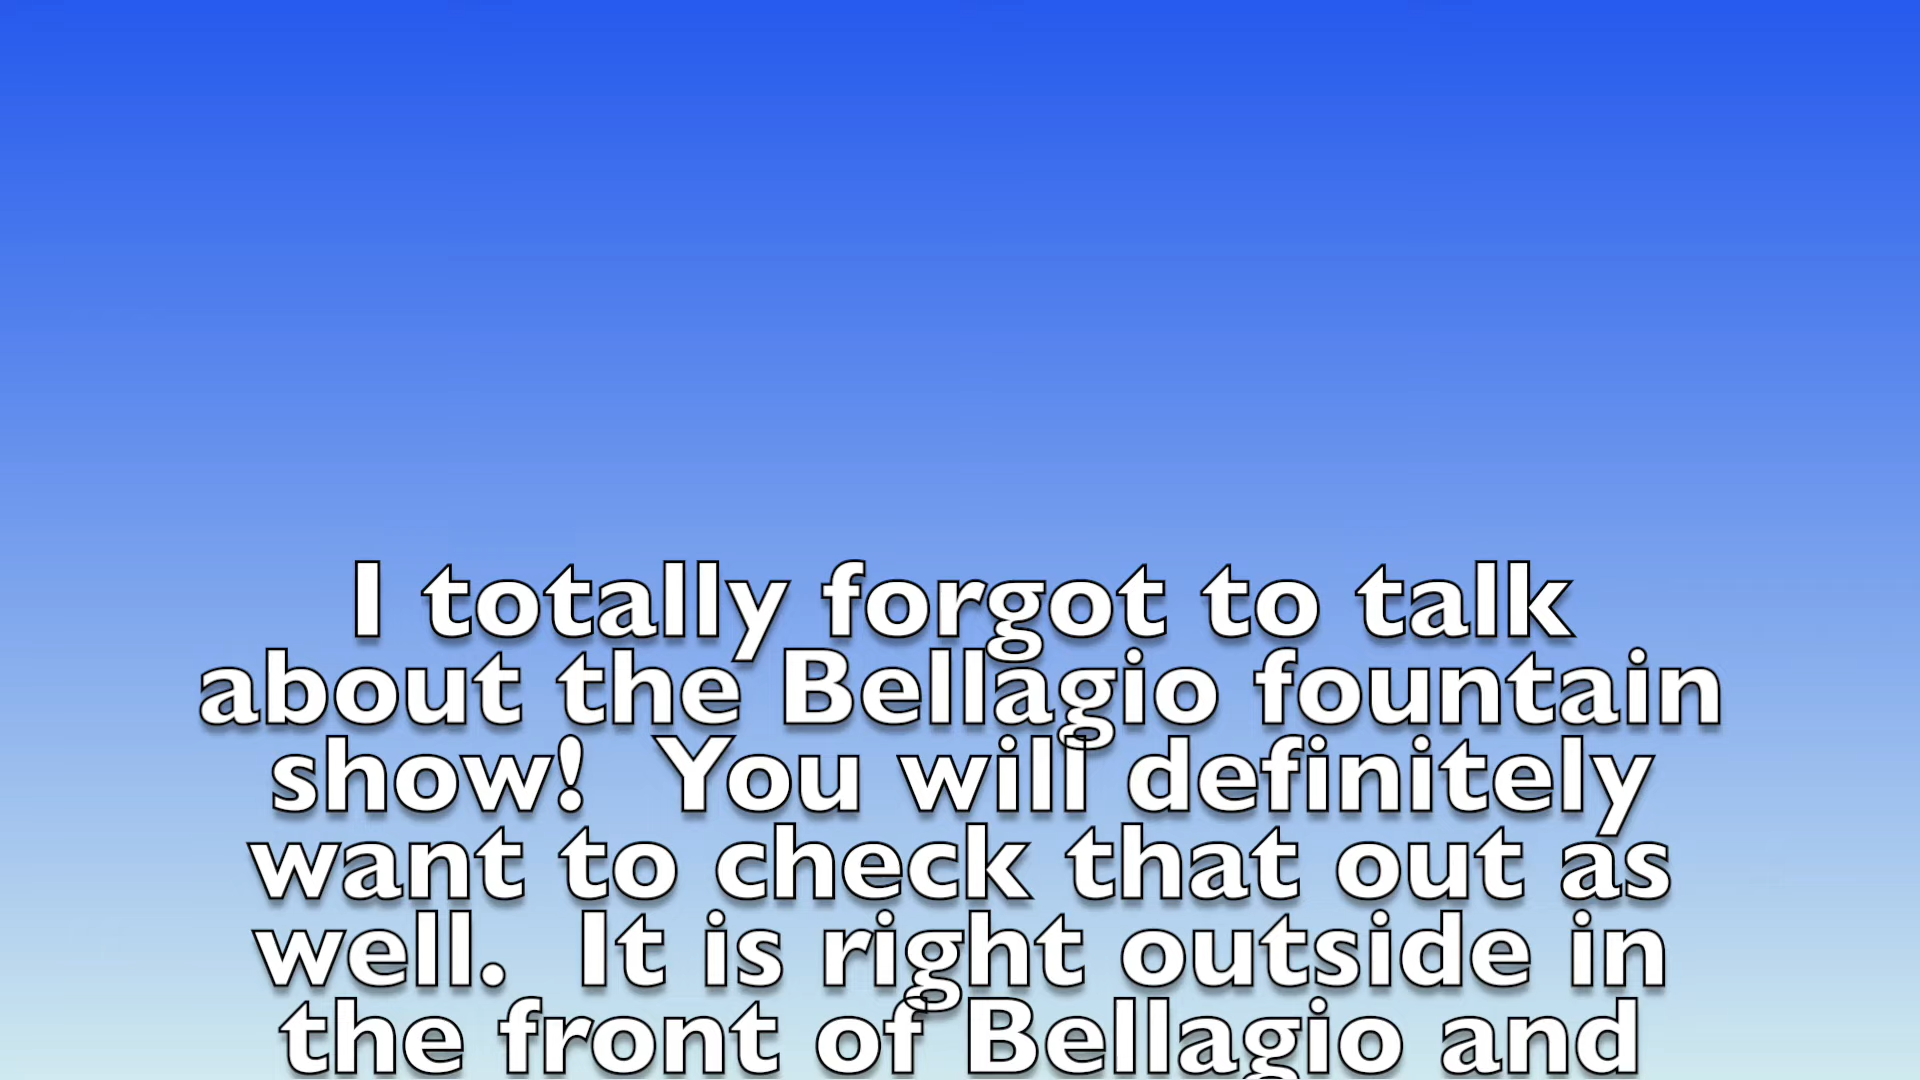 I totally forgot to talk
about the Bellagio fountain
show!  You will definitely
want to check that out as
well.  It is right outside in
the front of Bellagio and